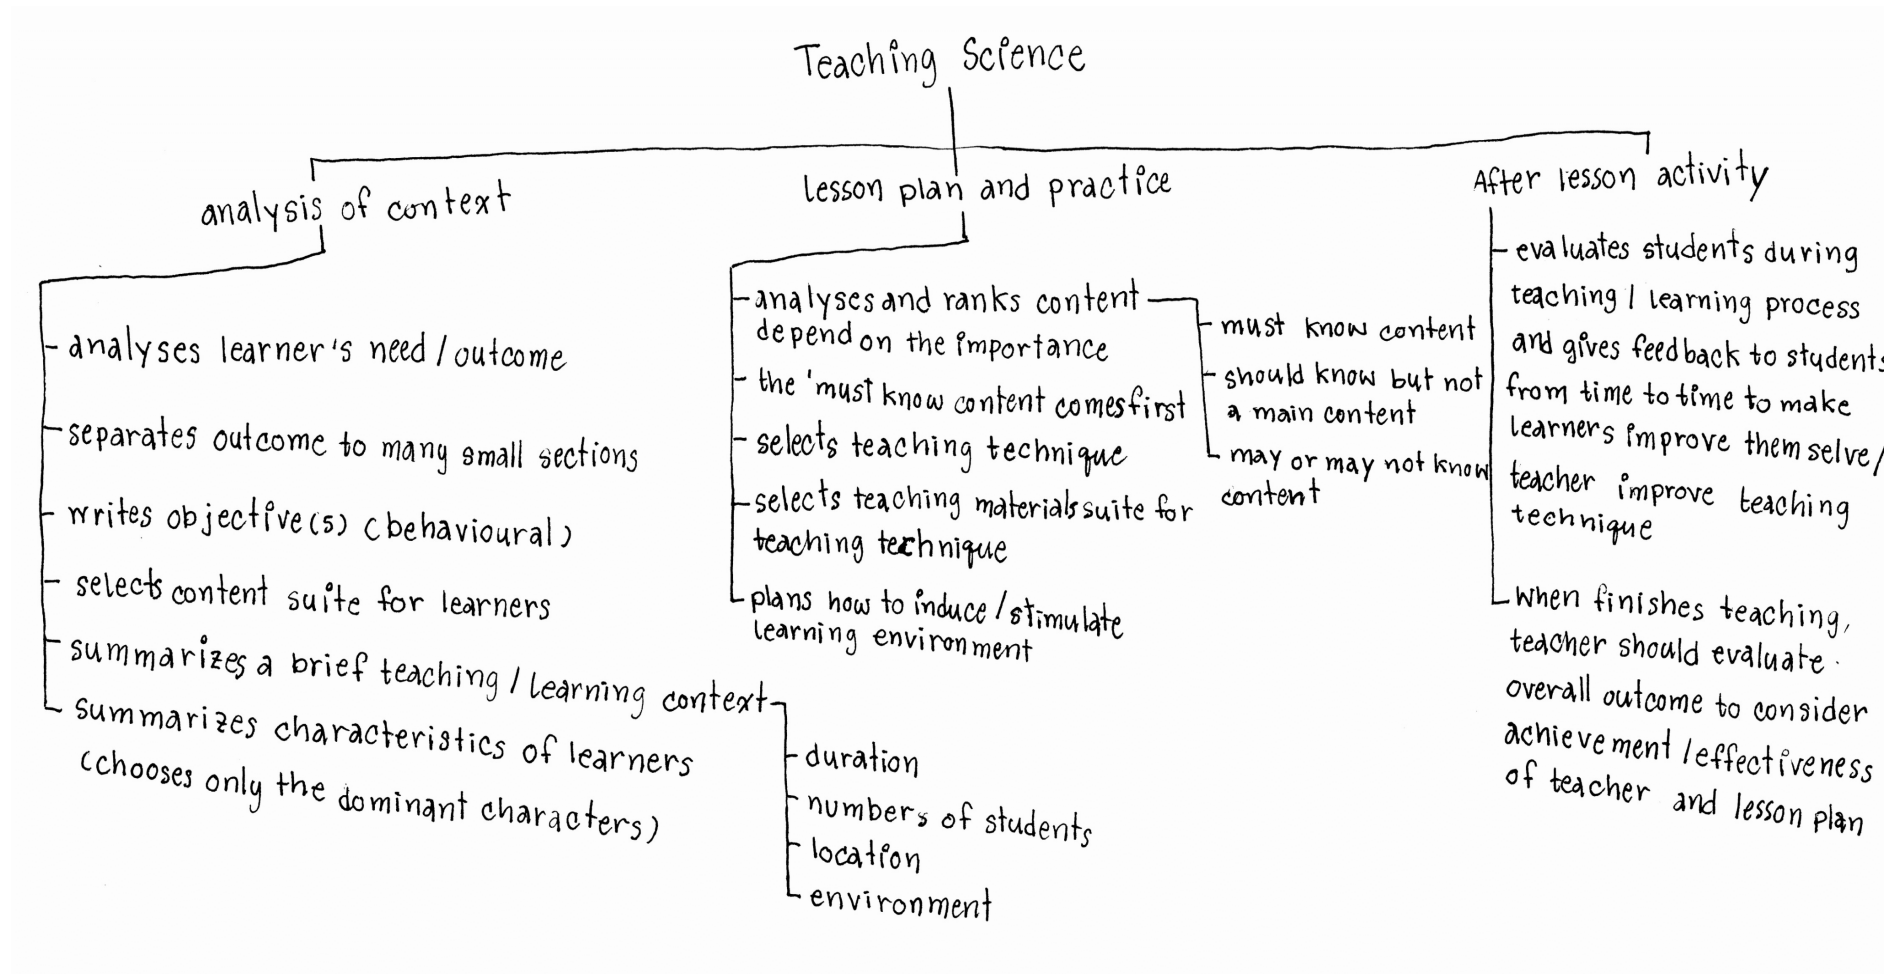 Teaching Science
analysis of context
analyses learner's need / outcome
separates outcome to many small sections
writes objective(s) (behavioural)
selects content suite for learners
summarizes a brief teaching / learning context
duration
numbers of students
location
environment
summarizes characteristics of learners
(chooses only the dominant characters)
lesson plan and practice
analyses and ranks content
depend on the importance
must know content
should know but not
a main content
may or may not know
content
the 'must know content comes first
selects teaching technique
selects teaching materials suite for
teaching technique
plans how to induce / stimulate
learning environment
After lesson activity
evaluates students during
teaching / learning process
and gives feedback to students
from time to time to make
learners improve them selve /
teacher improve teaching
technique
when finishes teaching,
teacher should evaluate.
overall outcome to consider
achievement / effectiveness
of teacher and lesson plan